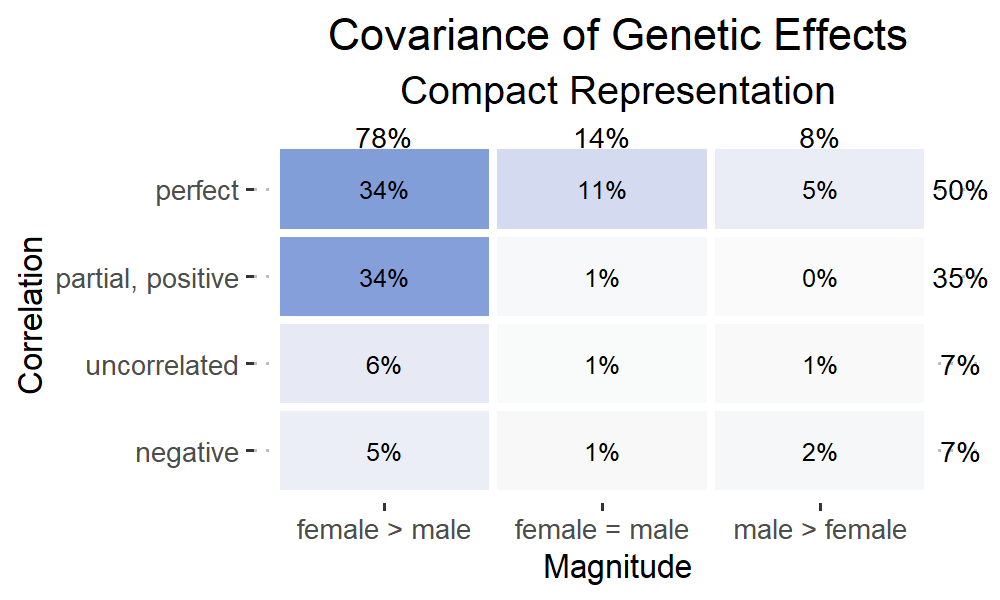 Covariance of Genetic Effects
Compact Representation
78% 14% 8%
perfect 34% 11% 5% 50%
partial, positive 34% 1% 0% 35%
uncorrelated 6% 1% 1% 7%
negative 5% 1% 2% 7%
Correlation
female > male female = male male > female
Magnitude